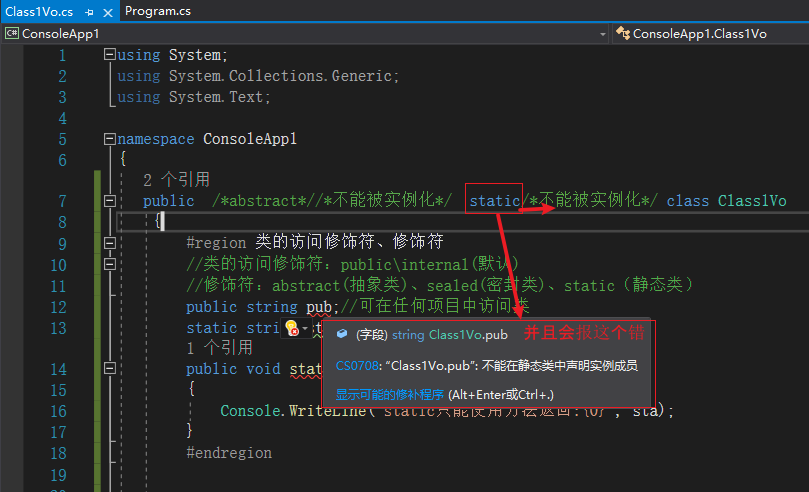 Class1Vo.cs Program.cs
ConsoleApp1 ConsoleApp1.Class1Vo
1 using System;
2 using System.Collections.Generic;
3 using System.Text;
4
5 namespace ConsoleApp1
6 {
2 个引用
7 public /*abstract*//*不能被实例化*/ static/*不能被实例化*/ class Class1Vo
8 {
9 #region 类的访问修饰符、修饰符
10 //类的访问修饰符: public\internal(默认)
11 //修饰符: abstract(抽象类)、sealed(密封类)、static（静态类）
12 public string pub;//可在任何项目中访问类
13 static stri
(字段) string Class1Vo.pub 并且会报这个错
1 个引用
CS0708: “Class1Vo.pub”: 不能在静态类中声明实例成员
14 public void stat
显示可能的修补程序 (Alt+Enter或Ctrl+.)
15 {
16 Console.WriteLine("static只能使用方法返回:{0}", sta);
17 }
18 #endregion
19